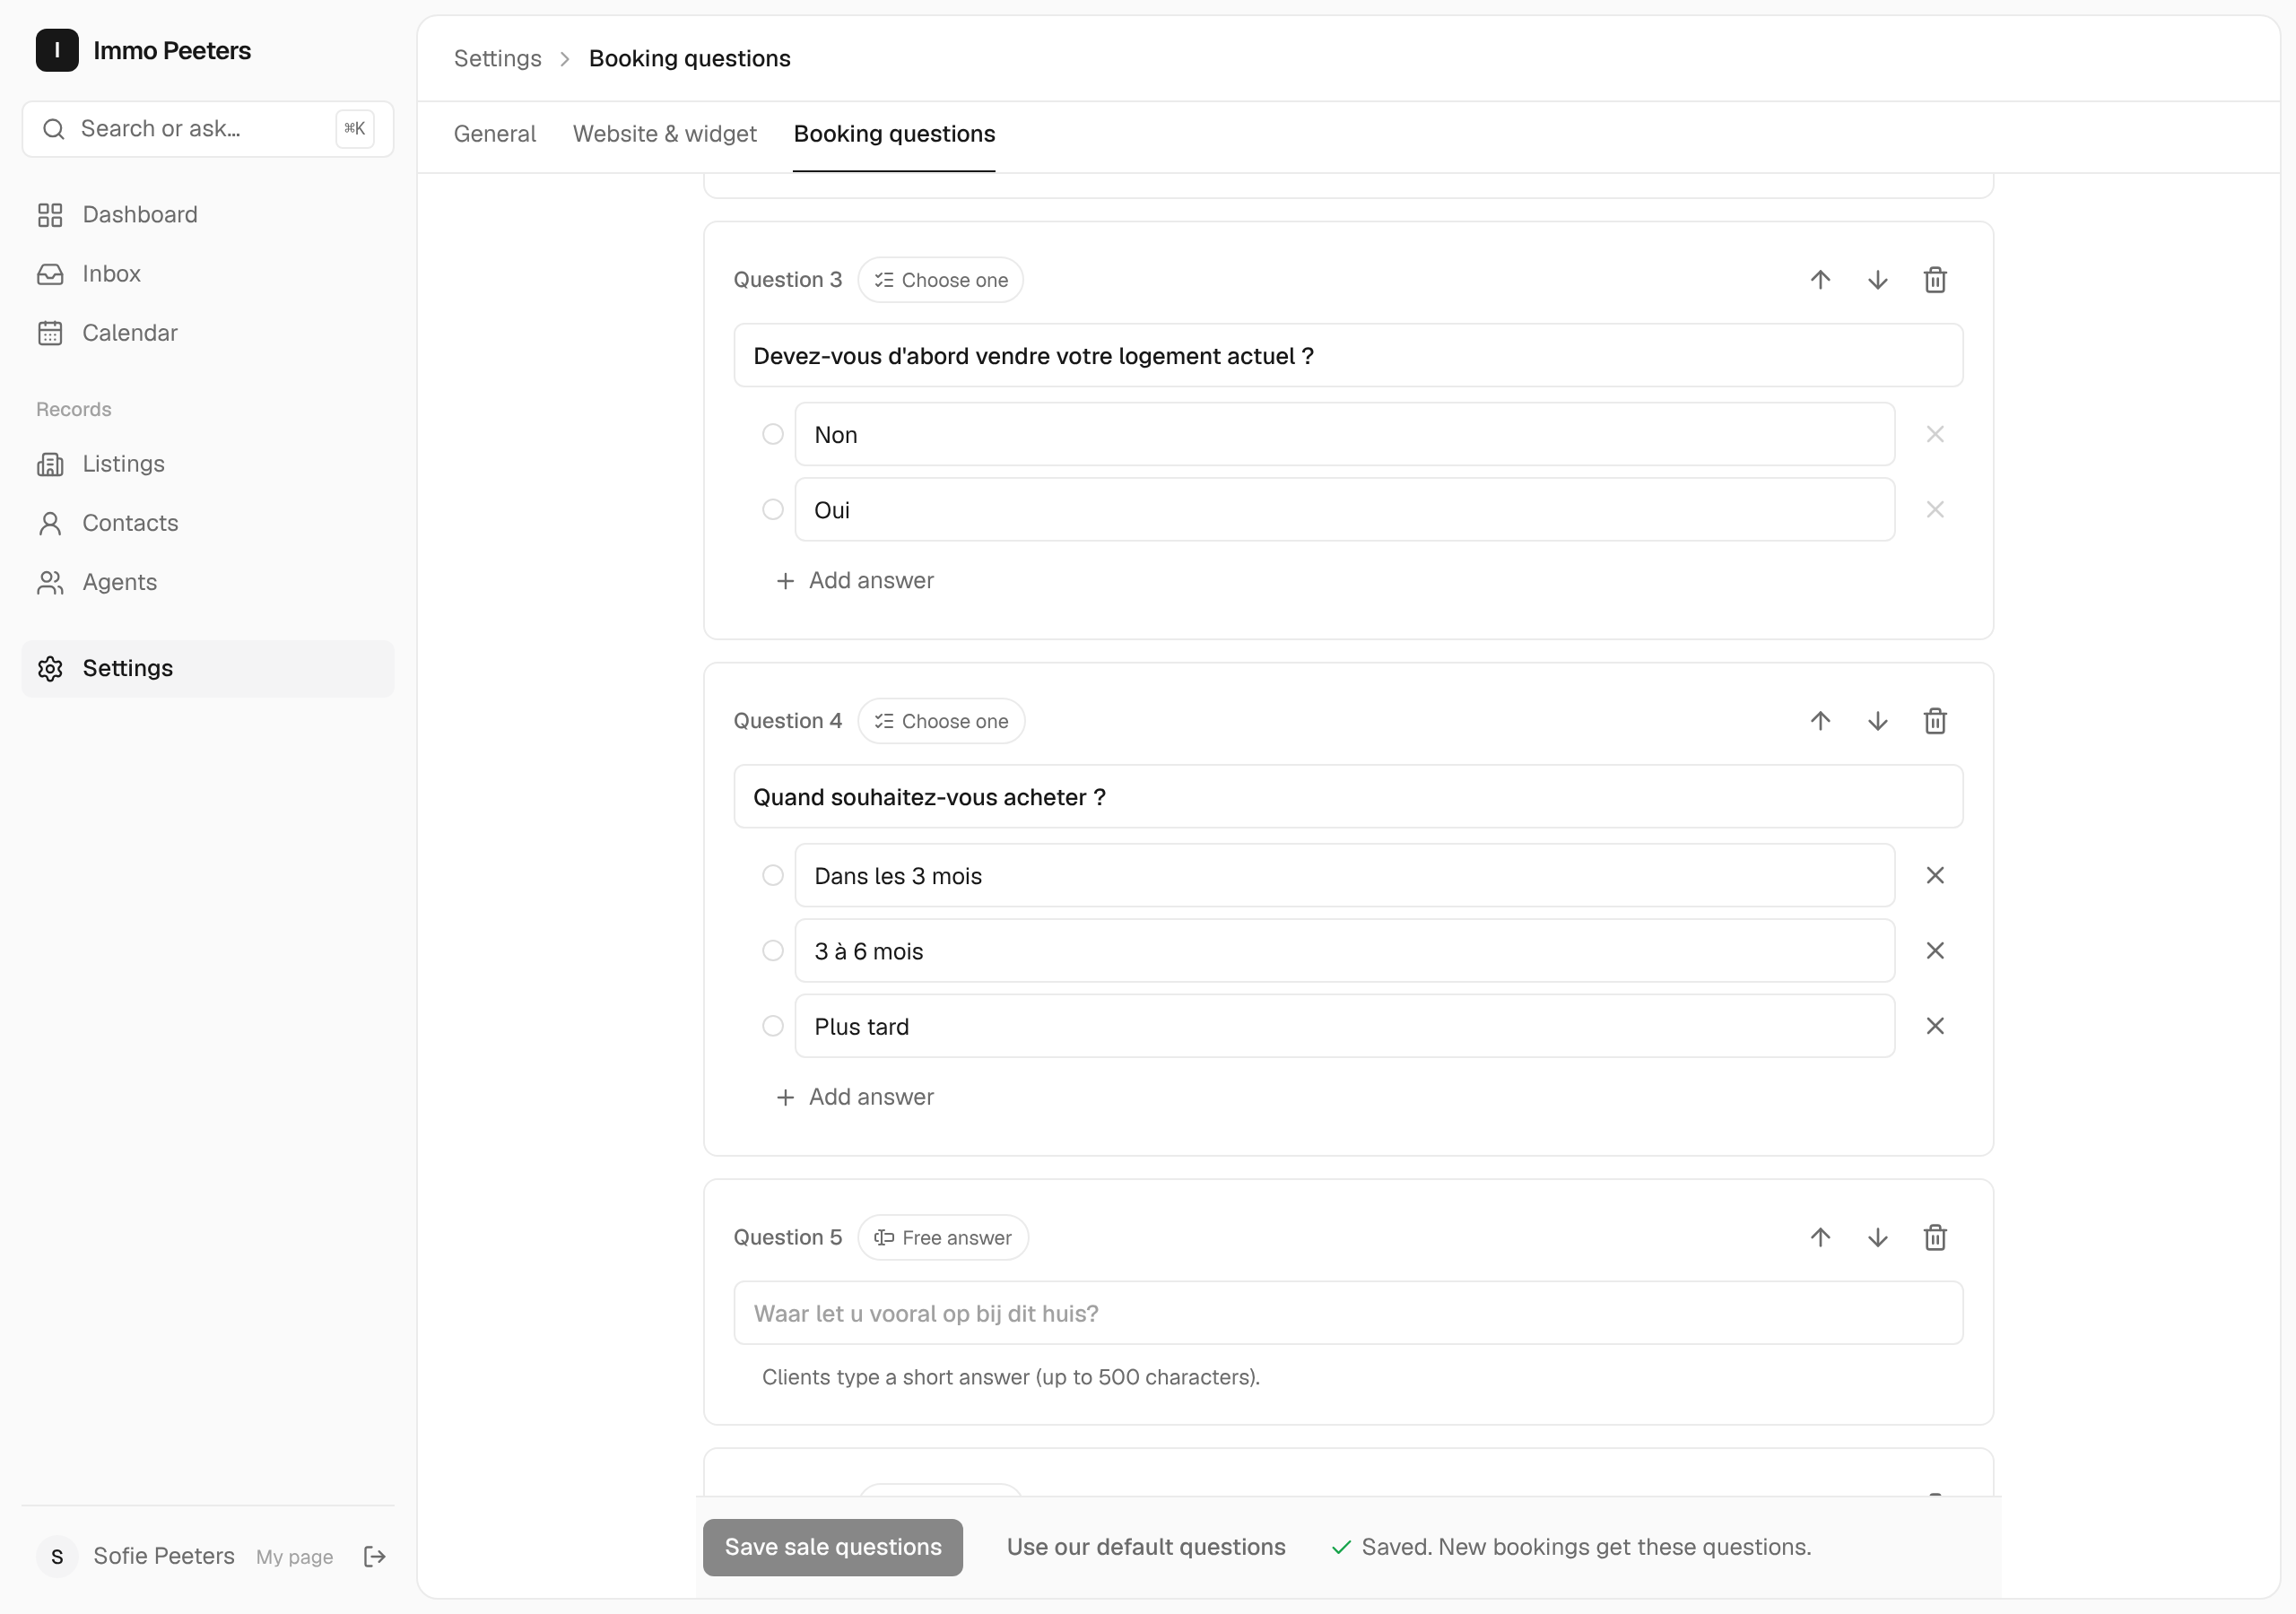 I
Immo Peeters
Search or ask...
⌘K
Dashboard
Inbox
Calendar
Records
Listings
Contacts
Agents
Settings
Sofie Peeters
My page
S
Settings > Booking questions
General
Website & widget
Booking questions
Question 3
Choose one
Devez-vous d'abord vendre votre logement actuel ?
Non
Oui
+ Add answer
Question 4
Choose one
Quand souhaitez-vous acheter ?
Dans les 3 mois
3 à 6 mois
Plus tard
+ Add answer
Question 5
Free answer
Waar let u vooral op bij dit huis?
Clients type a short answer (up to 500 characters).
Save sale questions
Use our default questions
Saved. New bookings get these questions.